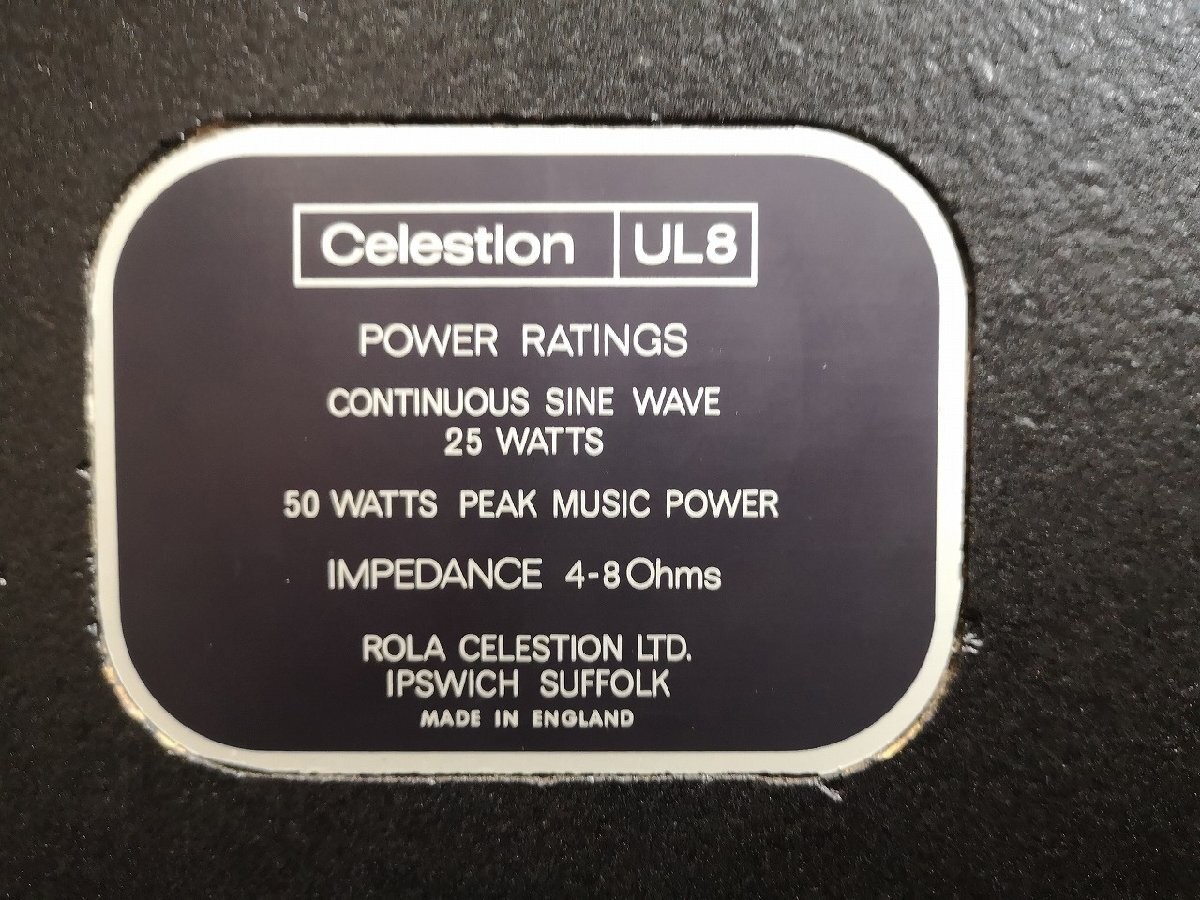 Celestion UL8
POWER RATINGS
CONTINUOUS SINE WAVE
25 WATTS
50 WATTS PEAK MUSIC POWER
IMPEDANCE 4-8 Ohms
ROLA CELESTION LTD.
IPSWICH SUFFOLK
MADE IN ENGLAND